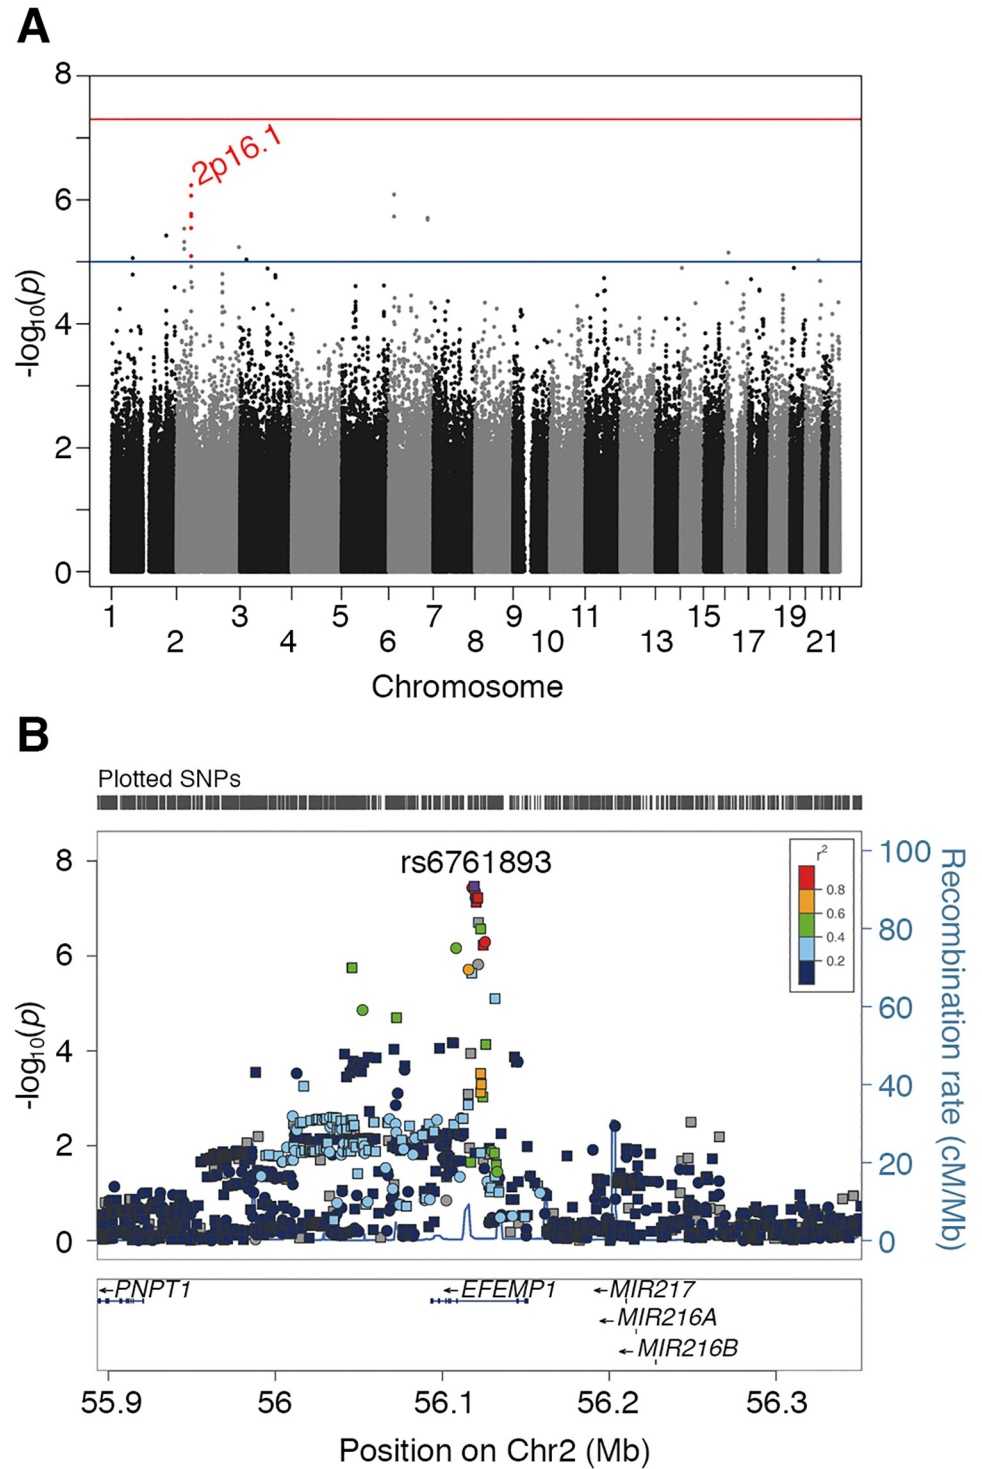 A
8
2p16.1
6
4
2
0
-log10(p)
1 3 5 7 9 11 15 19
2 4 6 8 10 13 17 21
Chromosome
B
Plotted SNPs
rs6761893
r2
0.8
0.6
0.4
0.2
8
6
4
2
0
-log10(p)
100
80
60
40
20
0
Recombination rate (cM/Mb)
←PNPT1 ←EFEMP1 ←MIR217
←MIR216A
←MIR216B
55.9 56 56.1 56.2 56.3
Position on Chr2 (Mb)